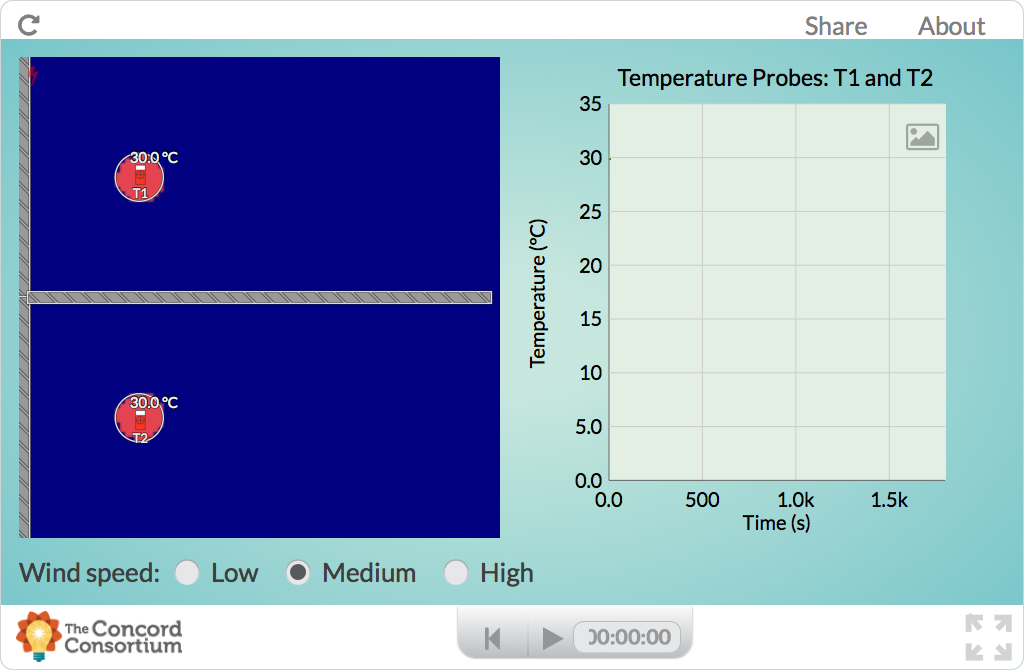 Share About
Temperature Probes: T1 and T2
30.0 °C
T1
30.0 °C
T2
35
30
25
20
15
10
5.0
0.0
Temperature (°C)
0.0 500 1.0k 1.5k
Time (s)
Wind speed: Low Medium High
The Concord
Consortium
00:00:00